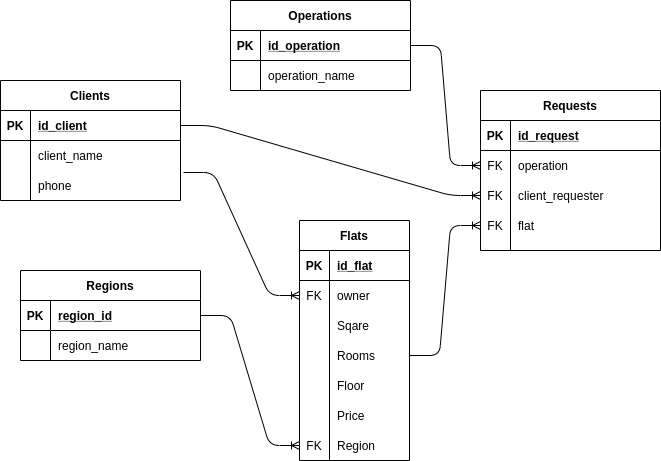 Operations
PK id_operation
operation_name
Clients
PK id_client
client_name
phone
Requests
PK id_request
FK operation
FK client_requester
FK flat
Flats
PK id_flat
FK owner
Sqare
Rooms
Floor
Price
FK Region
Regions
PK region_id
region_name